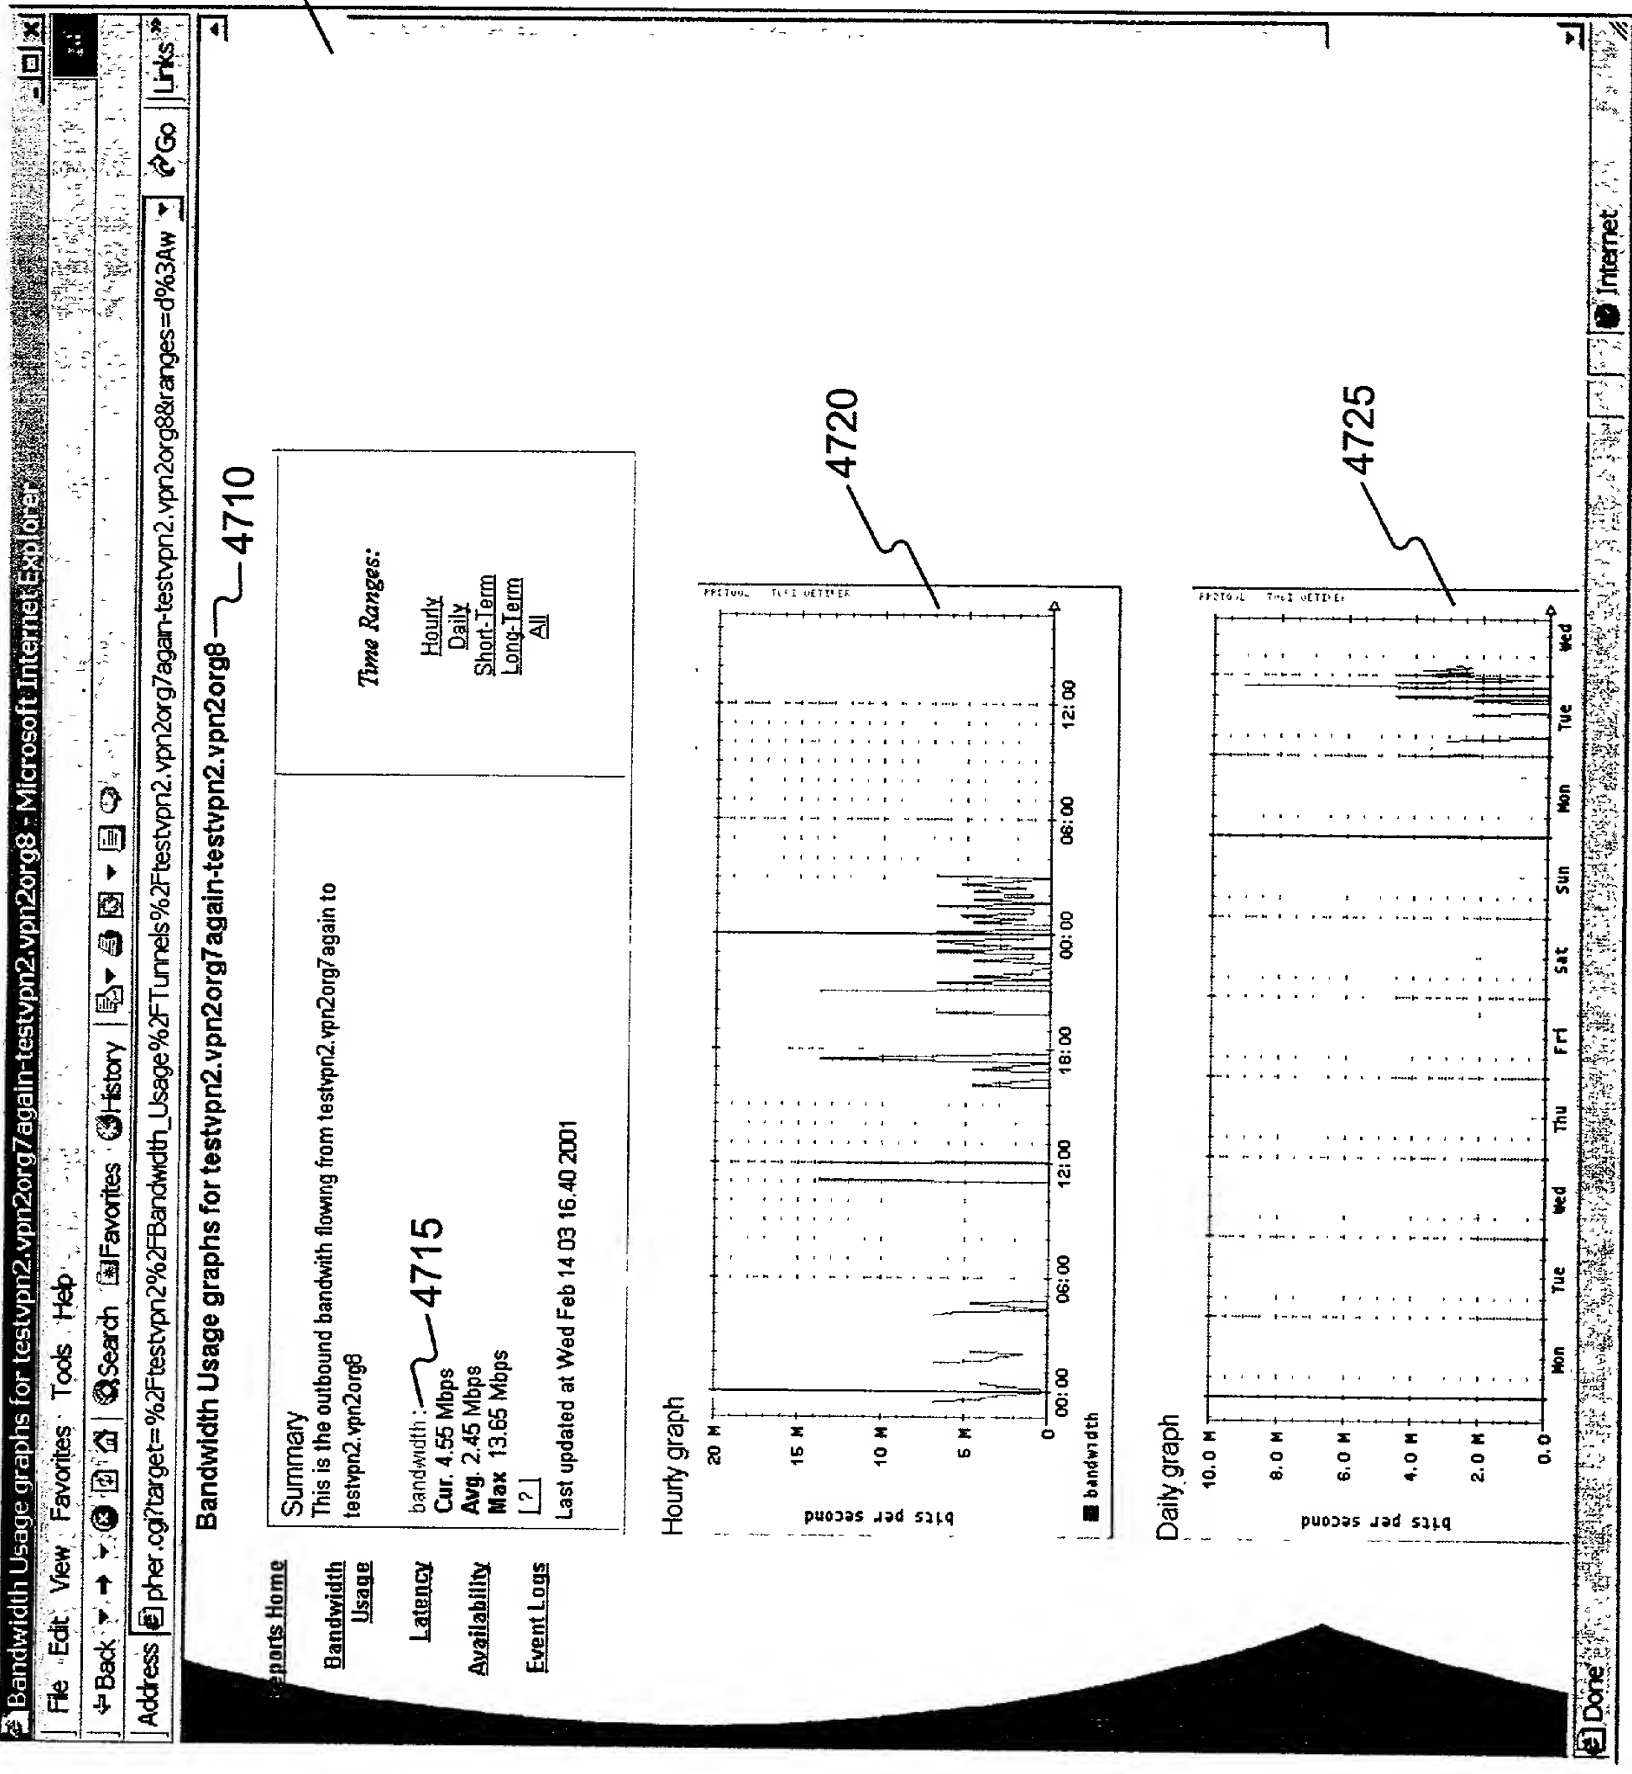 Bandwidth Usage graphs for testvpn2.vpn2org7again-testvpn2.vpn2org8 - Microsoft Internet Explorer
File Edit View Favorites Tools Help
Back Search Favorites History
Address pher.cgi?target=%2Ftestvpn2%2FBandwidth_Usage%2FTunnels%2Ftestvpn2.vpn2org7again-testvpn2.vpn2org8&ranges=d%3Aw Go Links »
Bandwidth Usage graphs for testvpn2.vpn2org7again-testvpn2.vpn2org8
4710
eports Home
Bandwidth
Usage
Latency
Availability
Event Logs
Summary
This is the outbound bandwith flowing from testvpn2.vpn2org7again to
testvpn2.vpn2org8
bandwidth:
4715
Cur. 4.55 Mbps
Avg. 2.45 Mbps
Max 13.65 Mbps
[?]
Last updated at Wed Feb 14 03 16.40 2001
Time Ranges:
Hourly
Daily
Short-Term
Long-Term
All
Hourly graph
bits per second
20 M
15 M
10 M
5 M
0
00:00 06:00 12:00 18:00 00:00 06:00 12:00
bandwidth
4720
Daily graph
bits per second
10.0 M
8.0 M
6.0 M
4.0 M
2.0 M
0.0
Mon Tue Wed Thu Fri Sat Sun Mon Tue Wed
4725
Done Internet